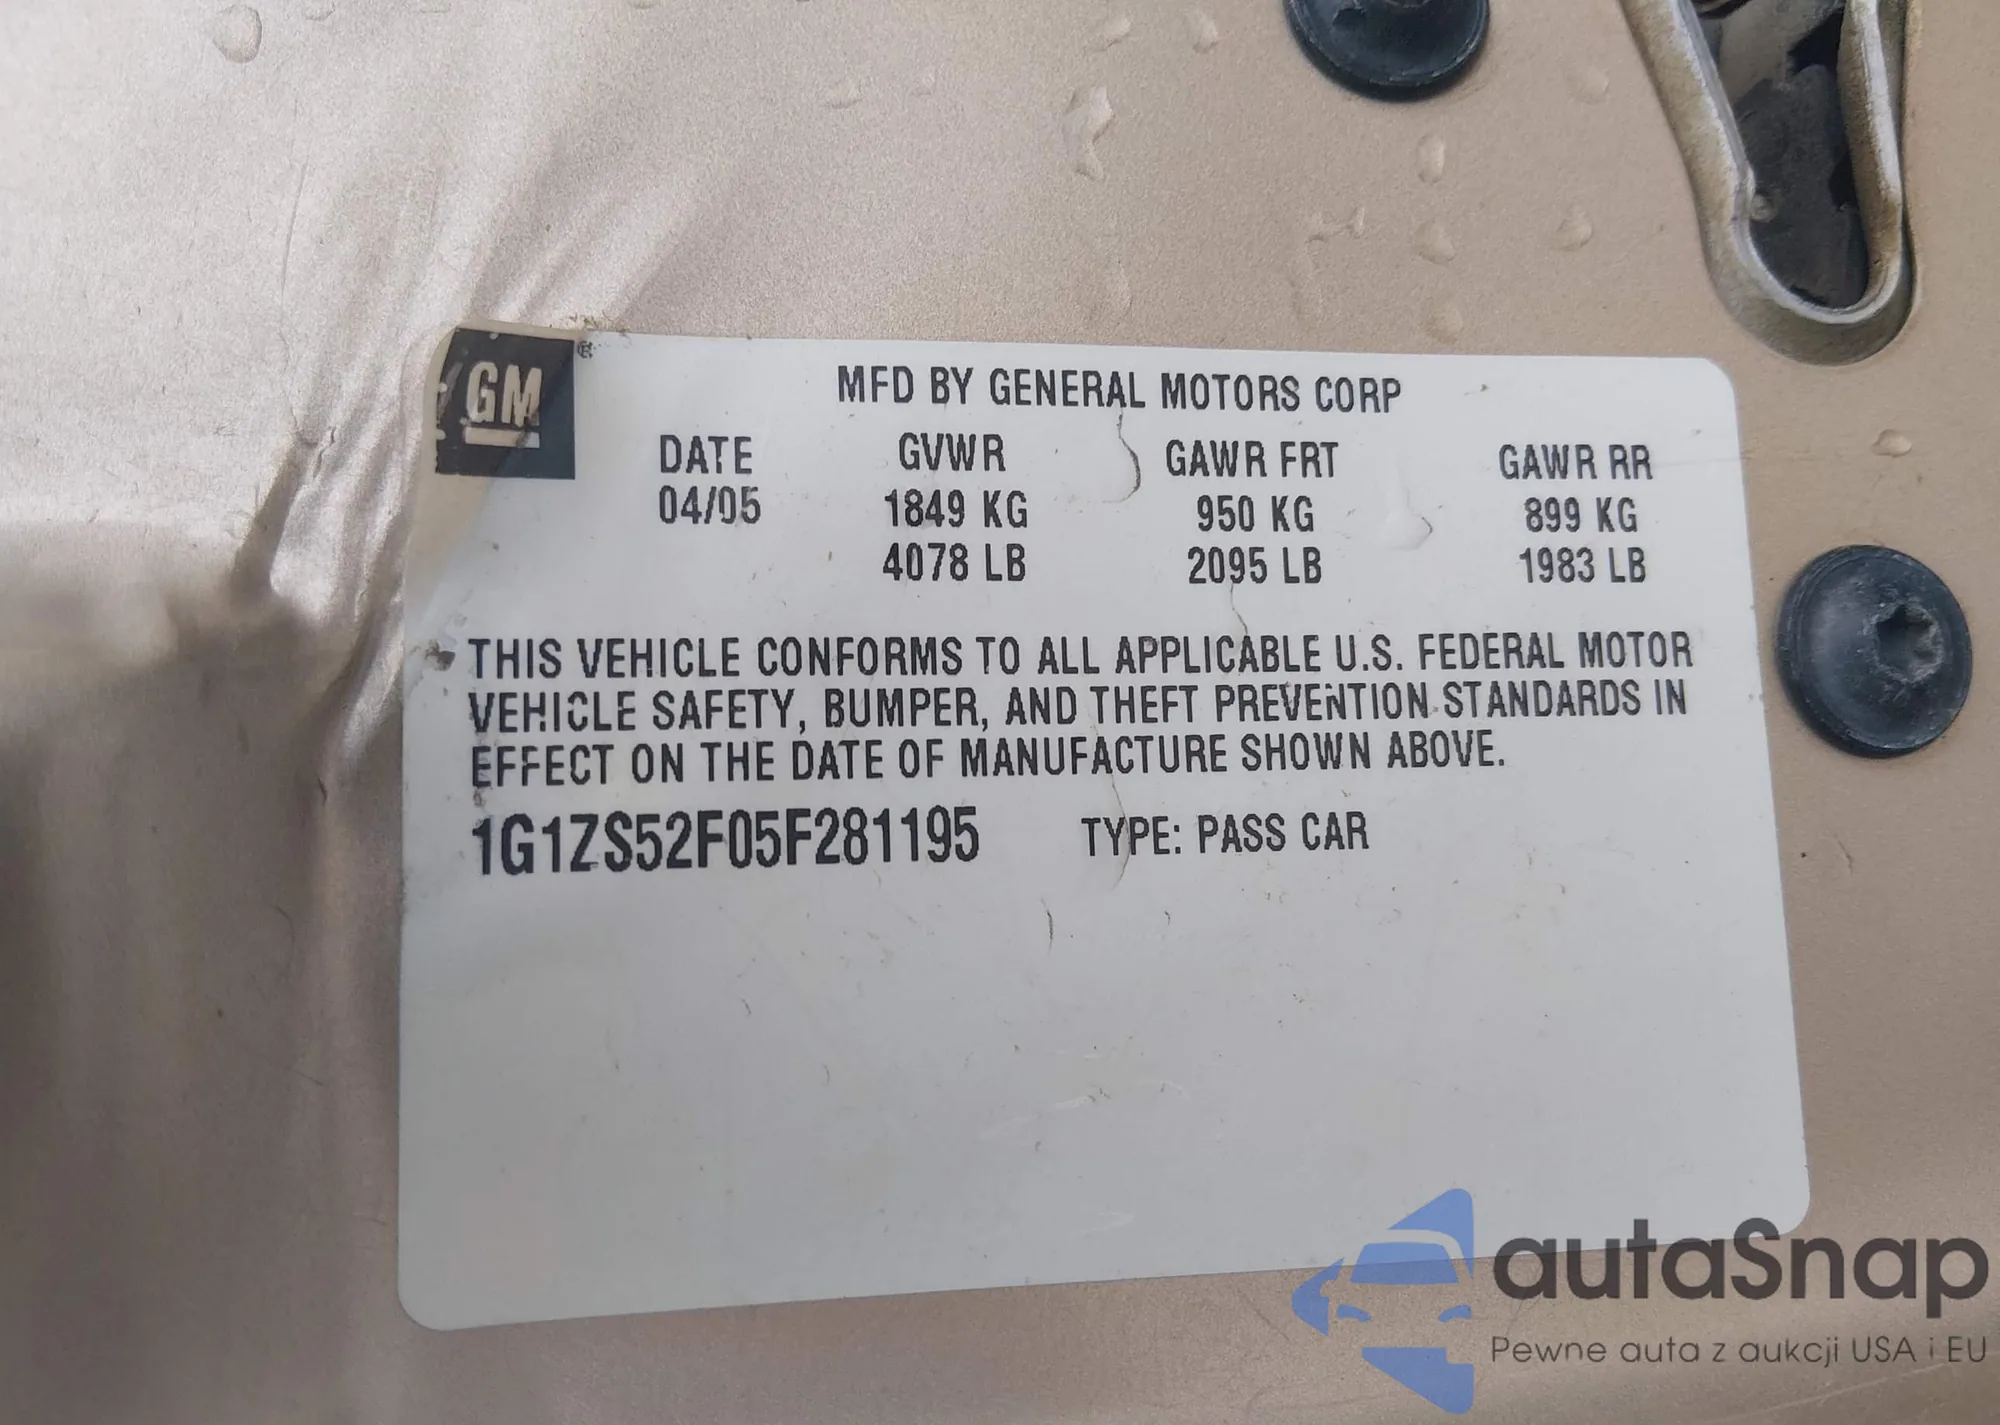 GM
MFD BY GENERAL MOTORS CORP
DATE GVWR GAWR FRT GAWR RR
04/05 1849 KG 950 KG 899 KG
4078 LB 2095 LB 1983 LB
THIS VEHICLE CONFORMS TO ALL APPLICABLE U.S. FEDERAL MOTOR
VEHICLE SAFETY, BUMPER, AND THEFT PREVENTION STANDARDS IN
EFFECT ON THE DATE OF MANUFACTURE SHOWN ABOVE.
1G1ZS52F05F281195 TYPE: PASS CAR
autaSnap
Pewne auta z aukcji USA i EU